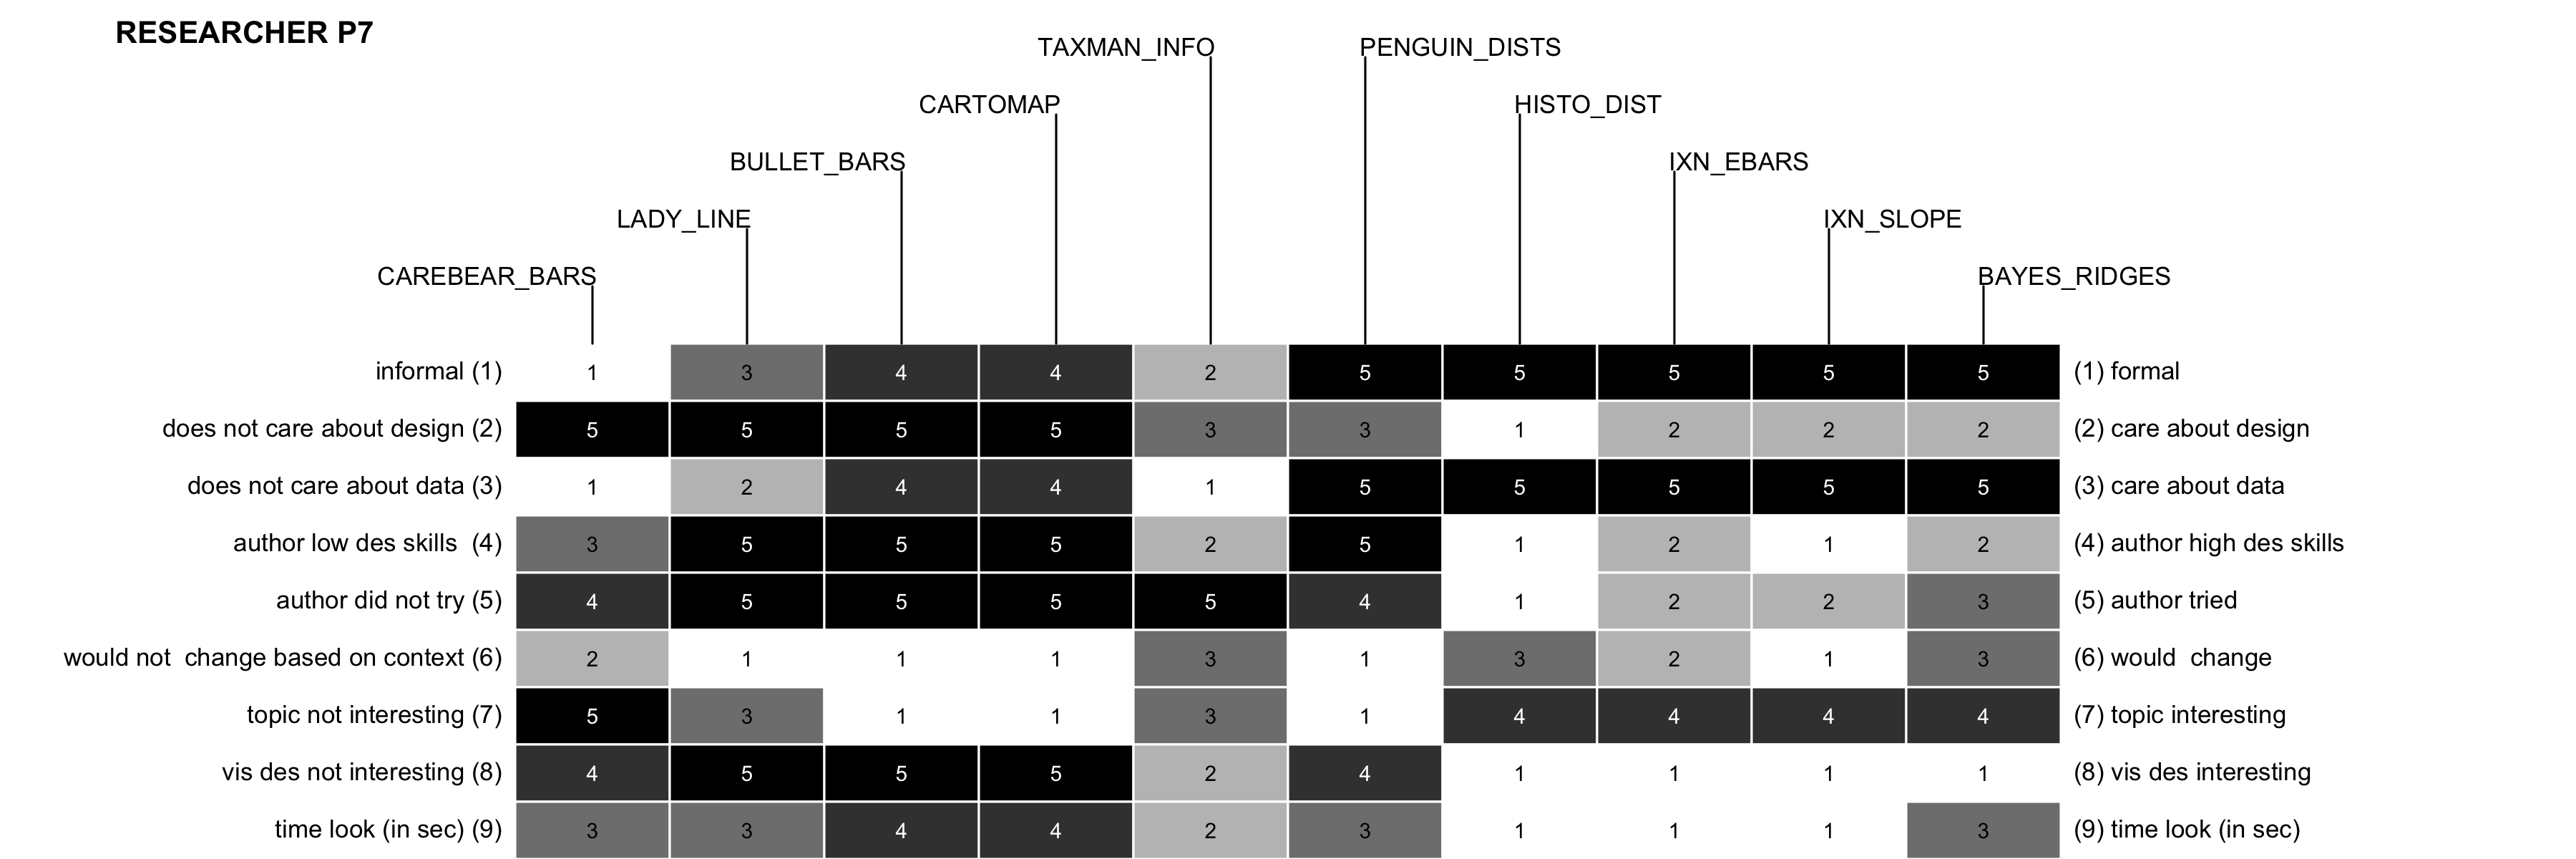 RESEARCHER P7
TAXMAN_INFO PENGUIN_DISTS
CARTOMAP HISTO_DIST
BULLET_BARS IXN_EBARS
LADY_LINE IXN_SLOPE
CAREBEAR_BARS BAYES_RIDGES
informal (1) 1 3 4 4 2 5 5 5 5 5 (1) formal
does not care about design (2) 5 5 5 5 3 3 1 2 2 2 (2) care about design
does not care about data (3) 1 2 4 4 1 5 5 5 5 5 (3) care about data
author low des skills (4) 3 5 5 5 2 5 1 2 1 2 (4) author high des skills
author did not try (5) 4 5 5 5 5 4 1 2 2 3 (5) author tried
would not change based on context (6) 2 1 1 1 3 1 3 2 1 3 (6) would change
topic not interesting (7) 5 3 1 1 3 1 4 4 4 4 (7) topic interesting
vis des not interesting (8) 4 5 5 5 2 4 1 1 1 1 (8) vis des interesting
time look (in sec) (9) 3 3 4 4 2 3 1 1 1 3 (9) time look (in sec)